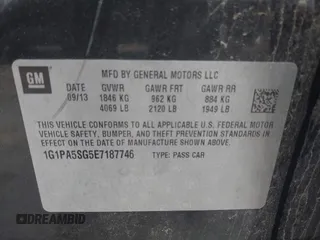 GM
MFD BY GENERAL MOTORS LLC
DATE GVWR GAWR FRT GAWR RR
09/13 1846 KG 962 KG 884 KG
4069 LB 2120 LB 1949 LB
THIS VEHICLE CONFORMS TO ALL APPLICABLE U.S. FEDERAL MOTOR
VEHICLE SAFETY, BUMPER, AND THEFT PREVENTION STANDARDS
IN EFFECT ON THE DATE OF MANUFACTURE SHOWN ABOVE.
1G1PA5SG5E7187746 TYPE: PASS CAR
DREAMBID